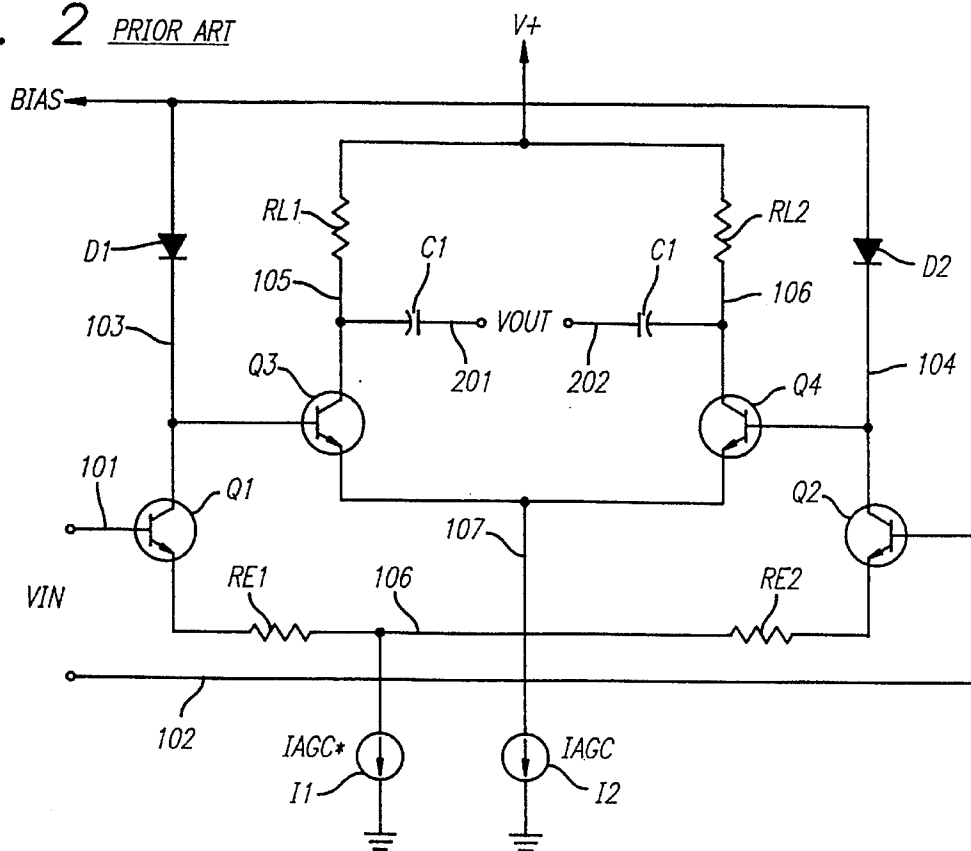 . 2 PRIOR ART
V+
BIAS
RL1
RL2
D1
C1
C1
D2
105
106
103
VOUT
201
202
104
Q3
Q4
101
Q1
Q2
107
VIN
RE1
106
RE2
102
IAGC*
IAGC
I1
I2